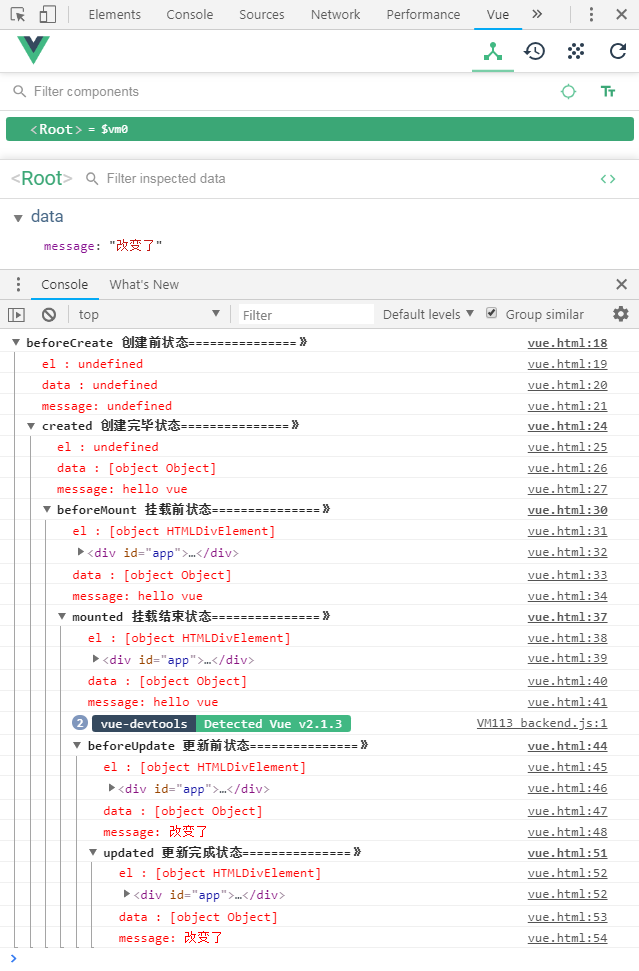 Elements Console Sources Network Performance Vue »
Filter components
<Root> = $vm0
<Root> Filter inspected data
data
message: "改变了"
Console What's New
top Filter Default levels Group similar
beforeCreate 创建前状态===============》 vue.html:18
el : undefined vue.html:19
data : undefined vue.html:20
message: undefined vue.html:21
created 创建完毕状态===============》 vue.html:24
el : undefined vue.html:25
data : [object Object] vue.html:26
message: hello vue vue.html:27
beforeMount 挂载前状态===============》 vue.html:30
el : [object HTMLDivElement] vue.html:31
<div id="app">…</div> vue.html:32
data : [object Object] vue.html:33
message: hello vue vue.html:34
mounted 挂载结束状态===============》 vue.html:37
el : [object HTMLDivElement] vue.html:38
<div id="app">…</div> vue.html:39
data : [object Object] vue.html:40
message: hello vue vue.html:41
2 vue-devtools Detected Vue v2.1.3 VM113 backend.js:1
beforeUpdate 更新前状态===============》 vue.html:44
el : [object HTMLDivElement] vue.html:45
<div id="app">…</div> vue.html:46
data : [object Object] vue.html:47
message: 改变了 vue.html:48
updated 更新完成状态===============》 vue.html:51
el : [object HTMLDivElement] vue.html:52
<div id="app">…</div> vue.html:52
data : [object Object] vue.html:53
message: 改变了 vue.html:54